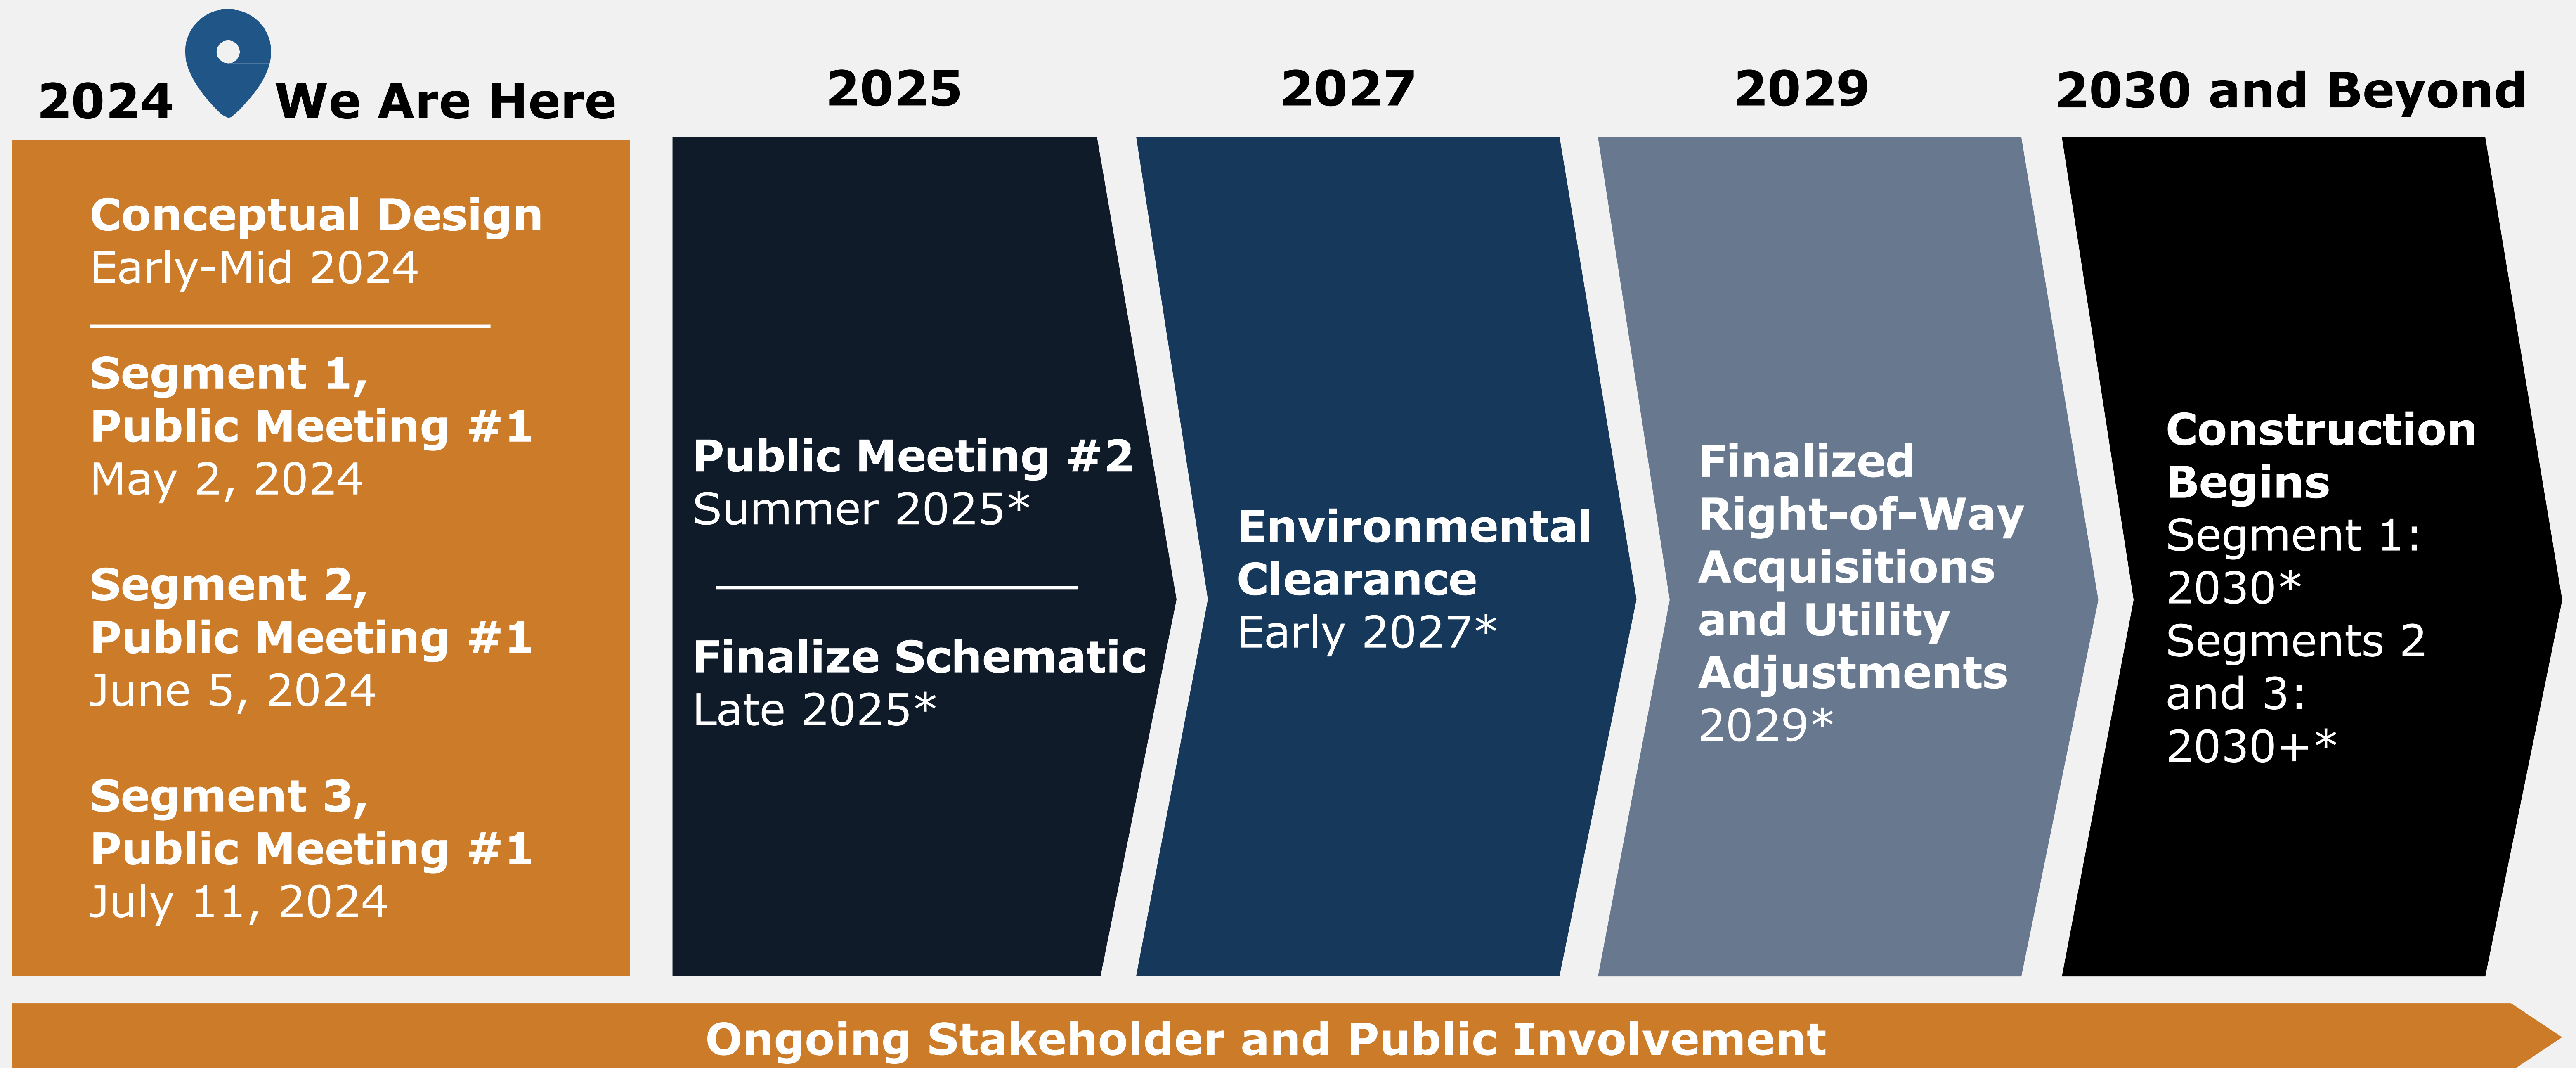 2024 We Are Here
Conceptual Design
Early-Mid 2024
Segment 1,
Public Meeting #1
May 2, 2024
Segment 2,
Public Meeting #1
June 5, 2024
Segment 3,
Public Meeting #1
July 11, 2024
2025
Public Meeting #2
Summer 2025*
Finalize Schematic
Late 2025*
2027
Environmental
Clearance
Early 2027*
2029
Finalized
Right-of-Way
Acquisitions
and Utility
Adjustments
2029*
2030 and Beyond
Construction
Begins
Segment 1:
2030*
Segments 2
and 3:
2030+*
Ongoing Stakeholder and Public Involvement